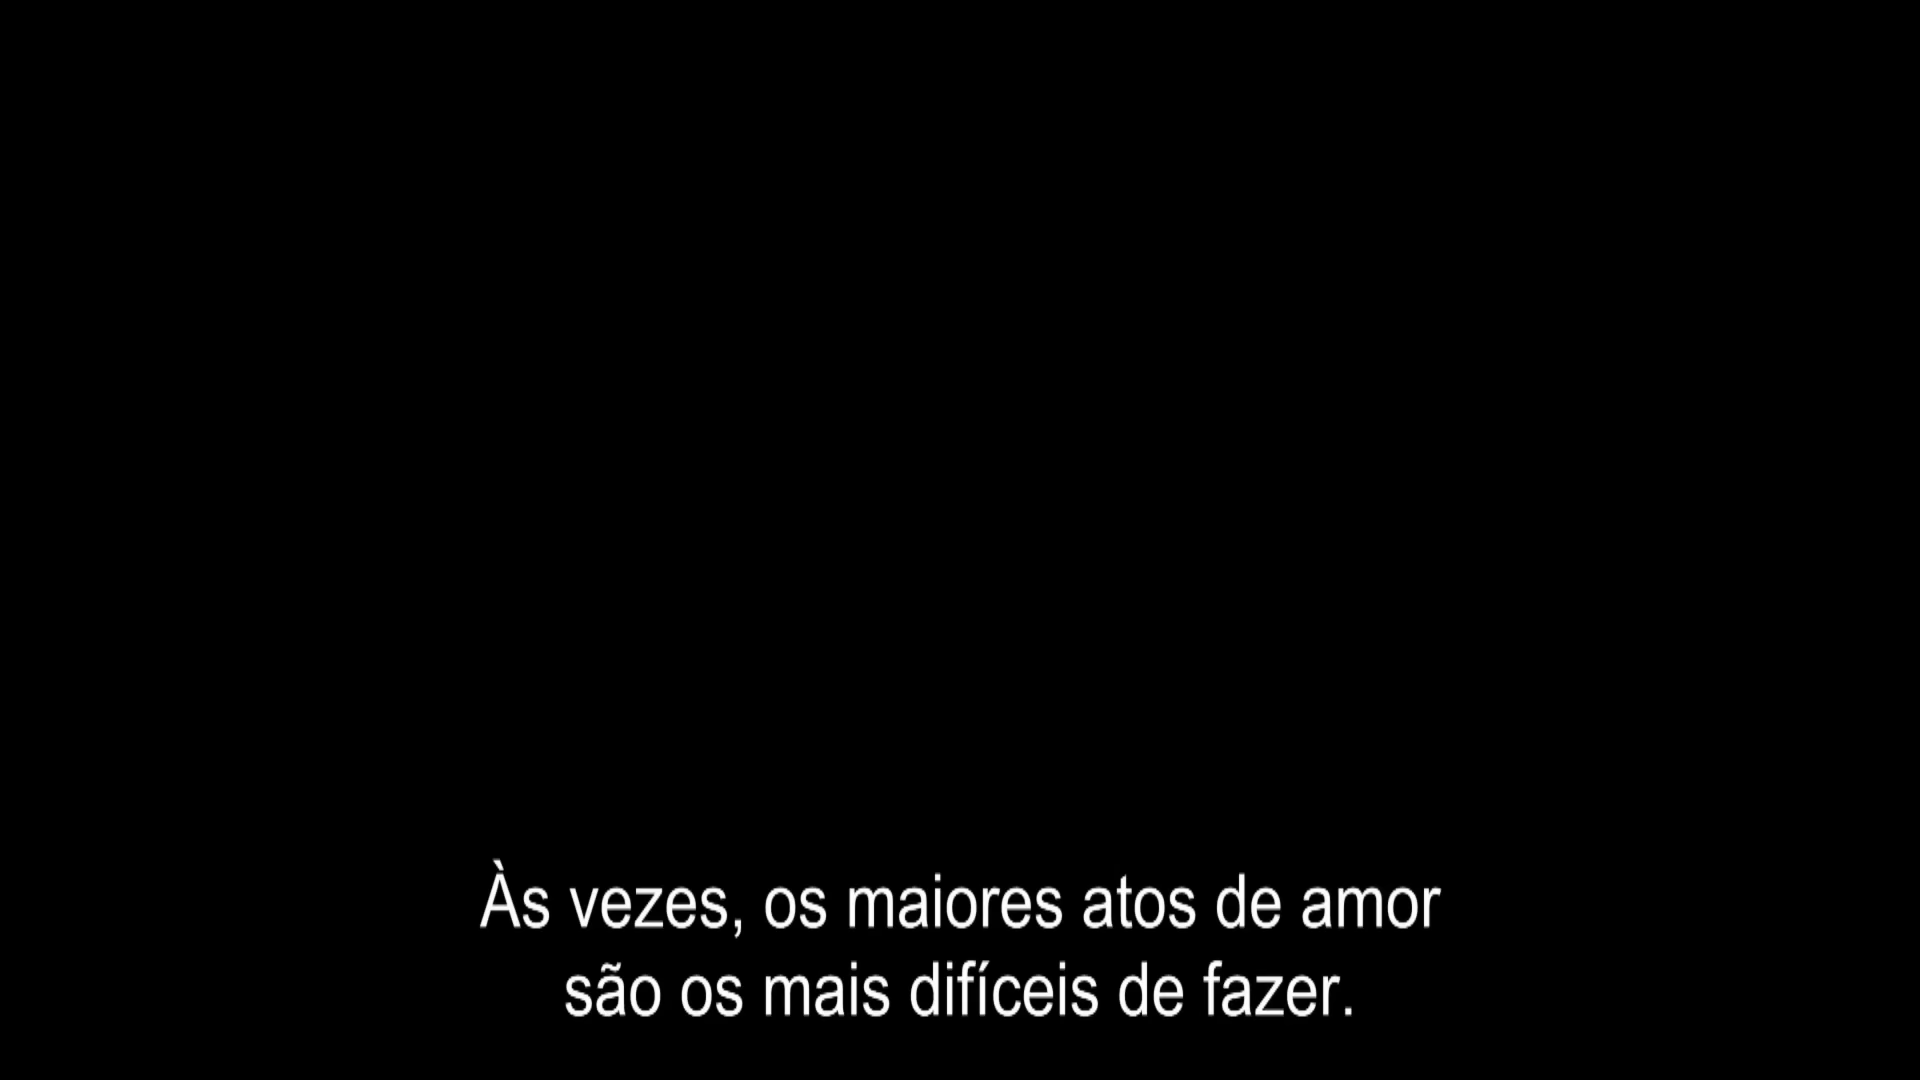 Às vezes, os maiores atos de amor
são os mais difíceis de fazer.